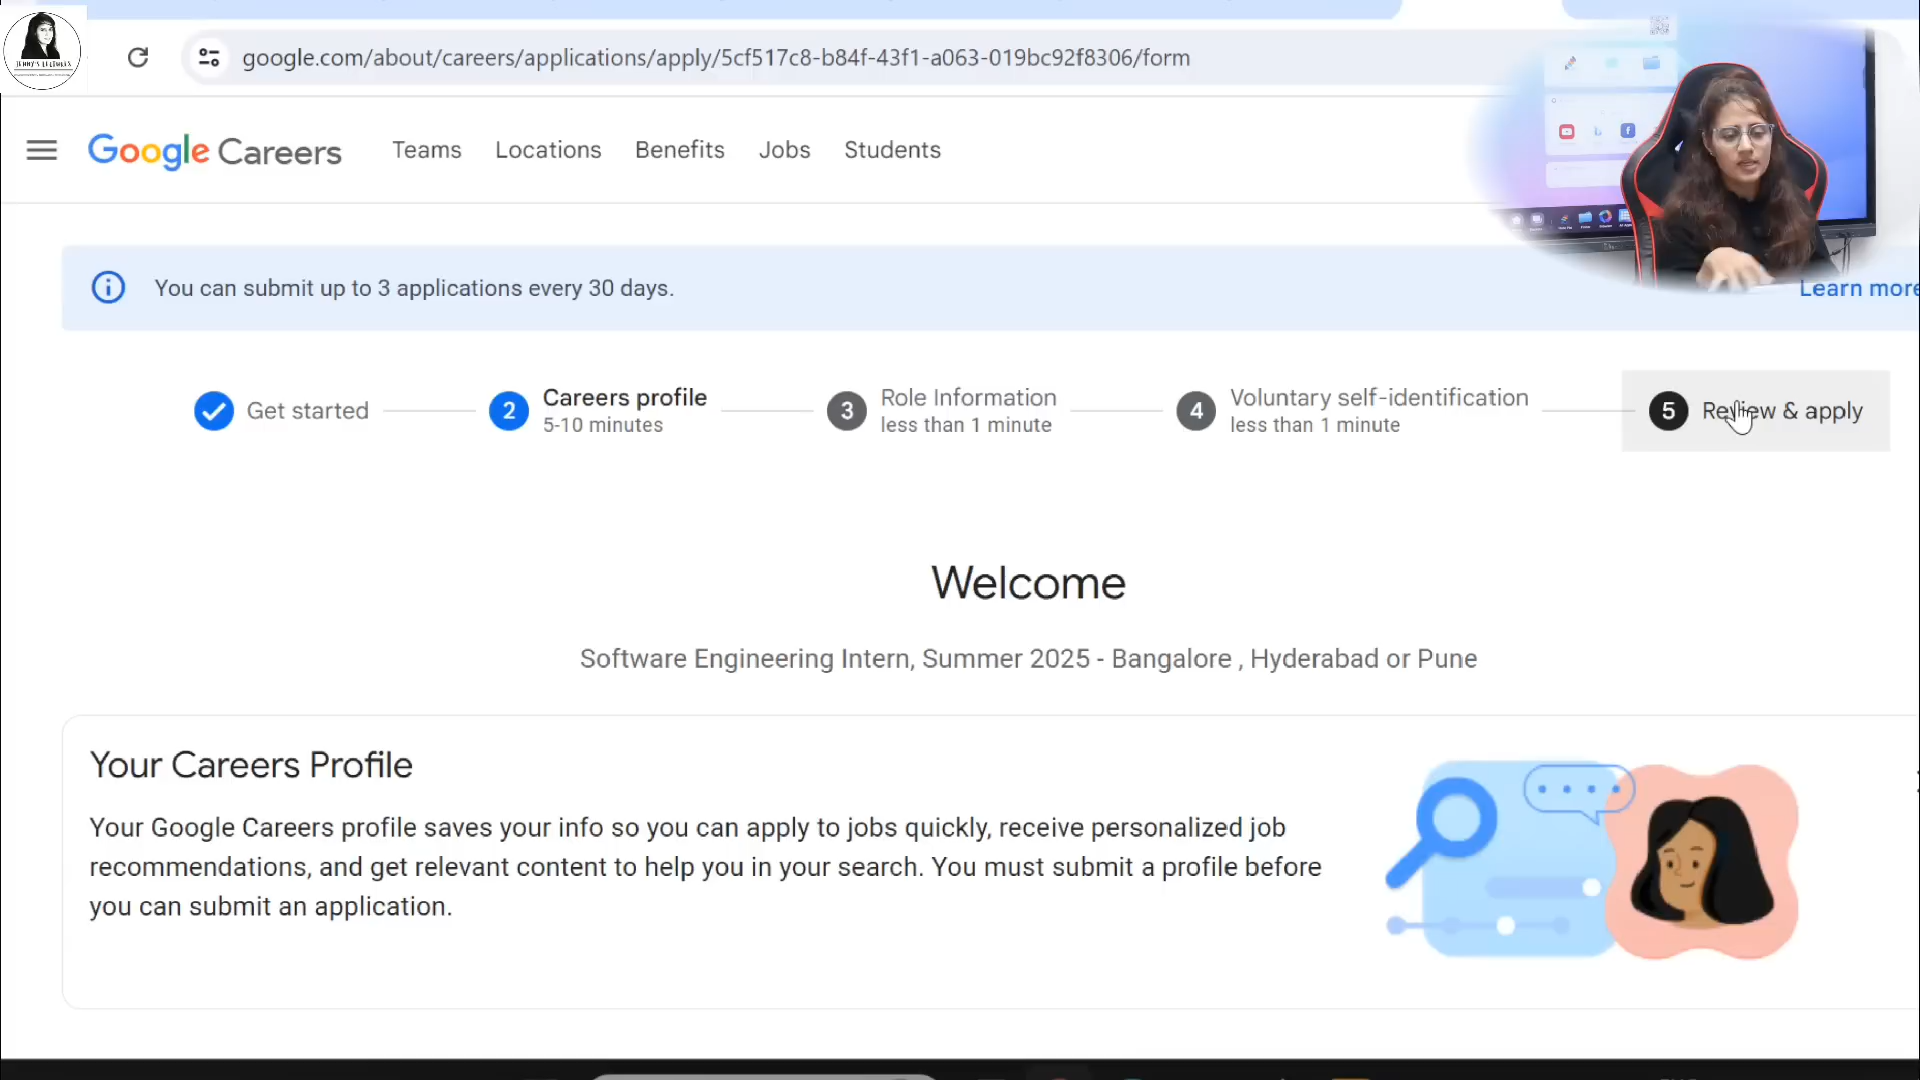 JENNY'S LECTURES
google.com/about/careers/applications/apply/5cf517c8-b84f-43f1-a063-019bc92f8306/form
Google Careers
Teams
Locations
Benefits
Jobs
Students
You can submit up to 3 applications every 30 days.
Learn more
Get started
2
Careers profile
5-10 minutes
3
Role Information
less than 1 minute
4
Voluntary self-identification
less than 1 minute
5
Review & apply
Welcome
Software Engineering Intern, Summer 2025 - Bangalore , Hyderabad or Pune
Your Careers Profile
Your Google Careers profile saves your info so you can apply to jobs quickly, receive personalized job
recommendations, and get relevant content to help you in your search. You must submit a profile before
you can submit an application.